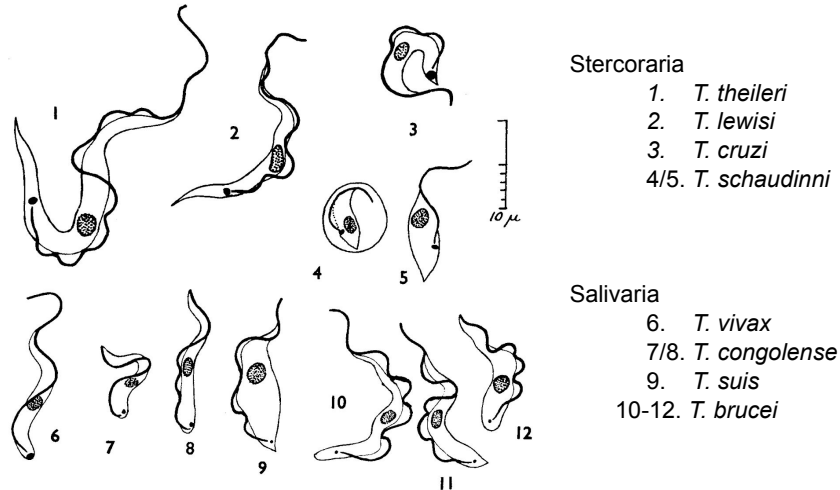 Stercoraria
1. T. theileri
2. T. lewisi
3. T. cruzi
4/5. T. schaudinni
1
2
3
4
5
10 μ
Salivaria
6. T. vivax
7/8. T. congolense
9. T. suis
10-12. T. brucei
6
7
8
9
10
11
12